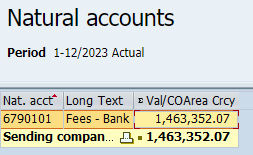 Natural accounts
Period 1-12/2023 Actual
Nat. acct Long Text Σ Val/COArea Crcy
6790101 Fees - Bank 1,463,352.07
Sending compan... 1,463,352.07